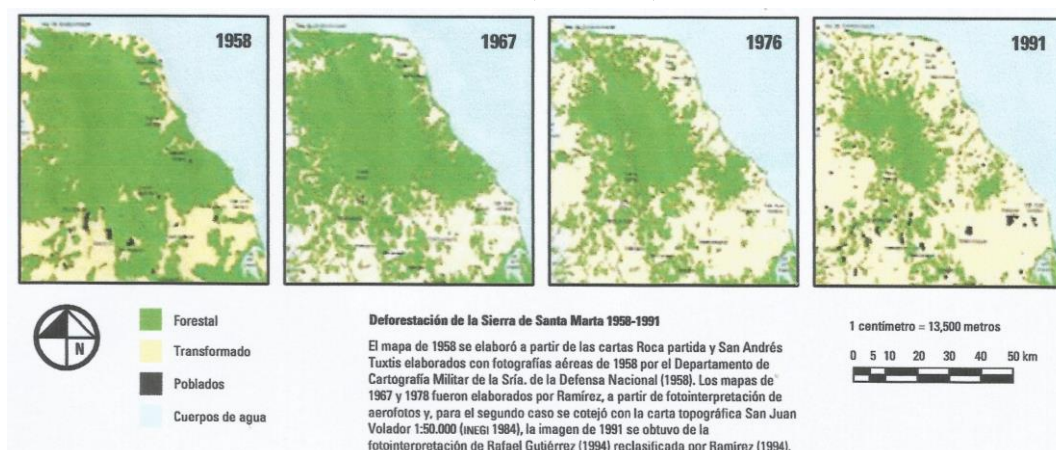 1958
1967
1976
1991
N
Forestal
Transformado
Poblados
Cuerpos de agua
Deforestación de la Sierra de Santa Marta 1958-1991
El mapa de 1958 se elaboró a partir de las cartas Roca partida y San Andrés
Tuxtis elaborados con fotografías aéreas de 1958 por el Departamento de
Cartografía Militar de la Sría. de la Defensa Nacional (1958). Los mapas de
1967 y 1978 fueron elaborados por Ramírez, a partir de fotointerpretación de
aerofotos y, para el segundo caso se cotejó con la carta topográfica San Juan
Volador 1:50.000 (INEGI 1984), la imagen de 1991 se obtuvo de la
fotointerpretación de Rafael Gutiérrez (1994) reclasificada por Ramírez (1994).
1 centímetro = 13,500 metros
0 5 10 20 30 40 50 km